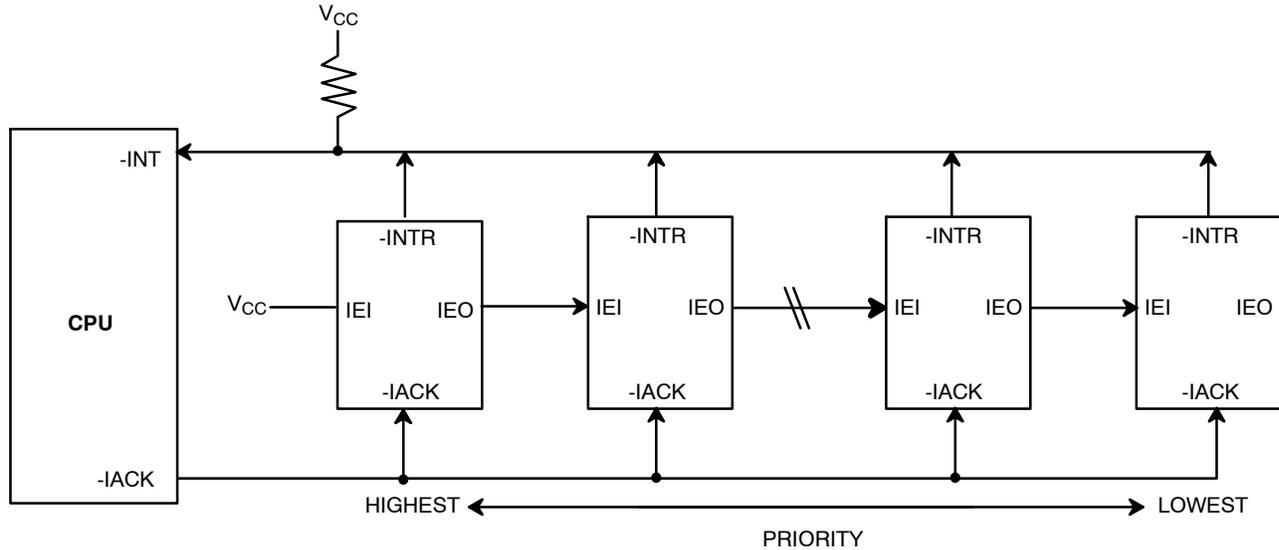 VCC
-INT
-INTR -INTR -INTR -INTR
CPU
VCC IEI IEO IEI IEO IEI IEO IEI IEO
-IACK -IACK -IACK -IACK
-IACK
HIGHEST LOWEST
PRIORITY